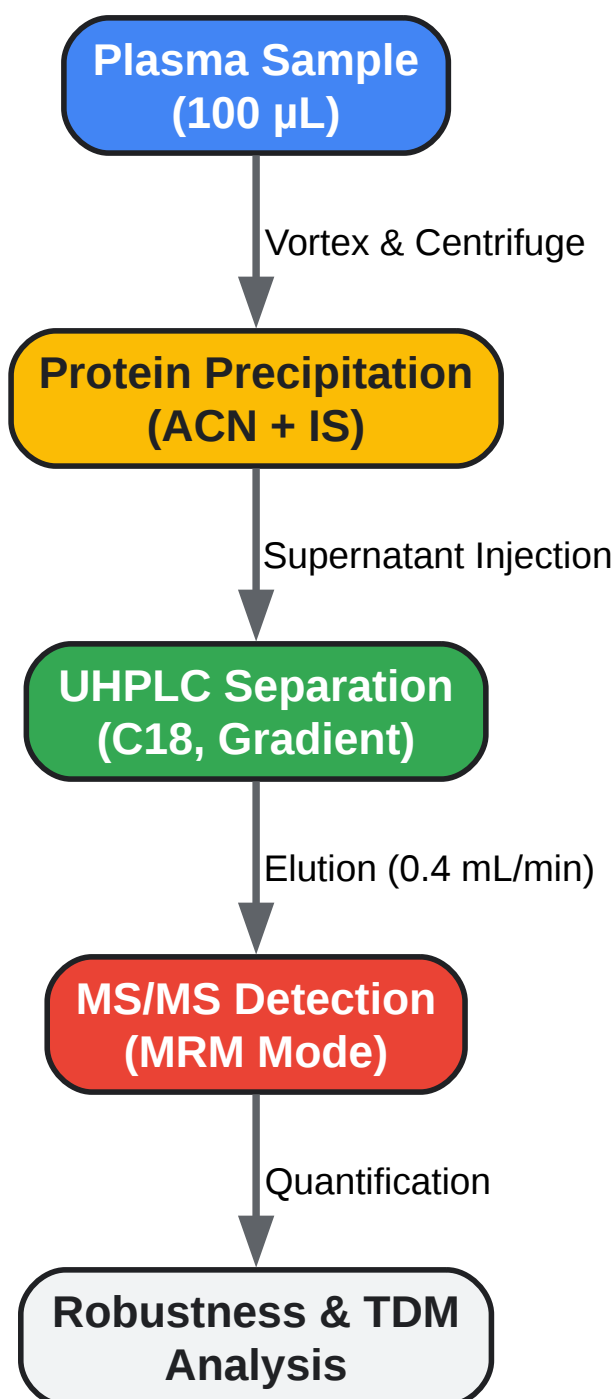 Plasma Sample
(100 µL)
Vortex & Centrifuge
Protein Precipitation
(ACN + IS)
Supernatant Injection
UHPLC Separation
(C18, Gradient)
Elution (0.4 mL/min)
MS/MS Detection
(MRM Mode)
Quantification
Robustness & TDM
Analysis